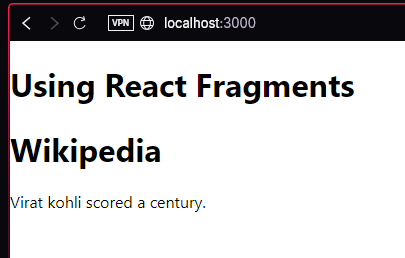 VPN localhost:3000
Using React Fragments
Wikipedia
Virat kohli scored a century.